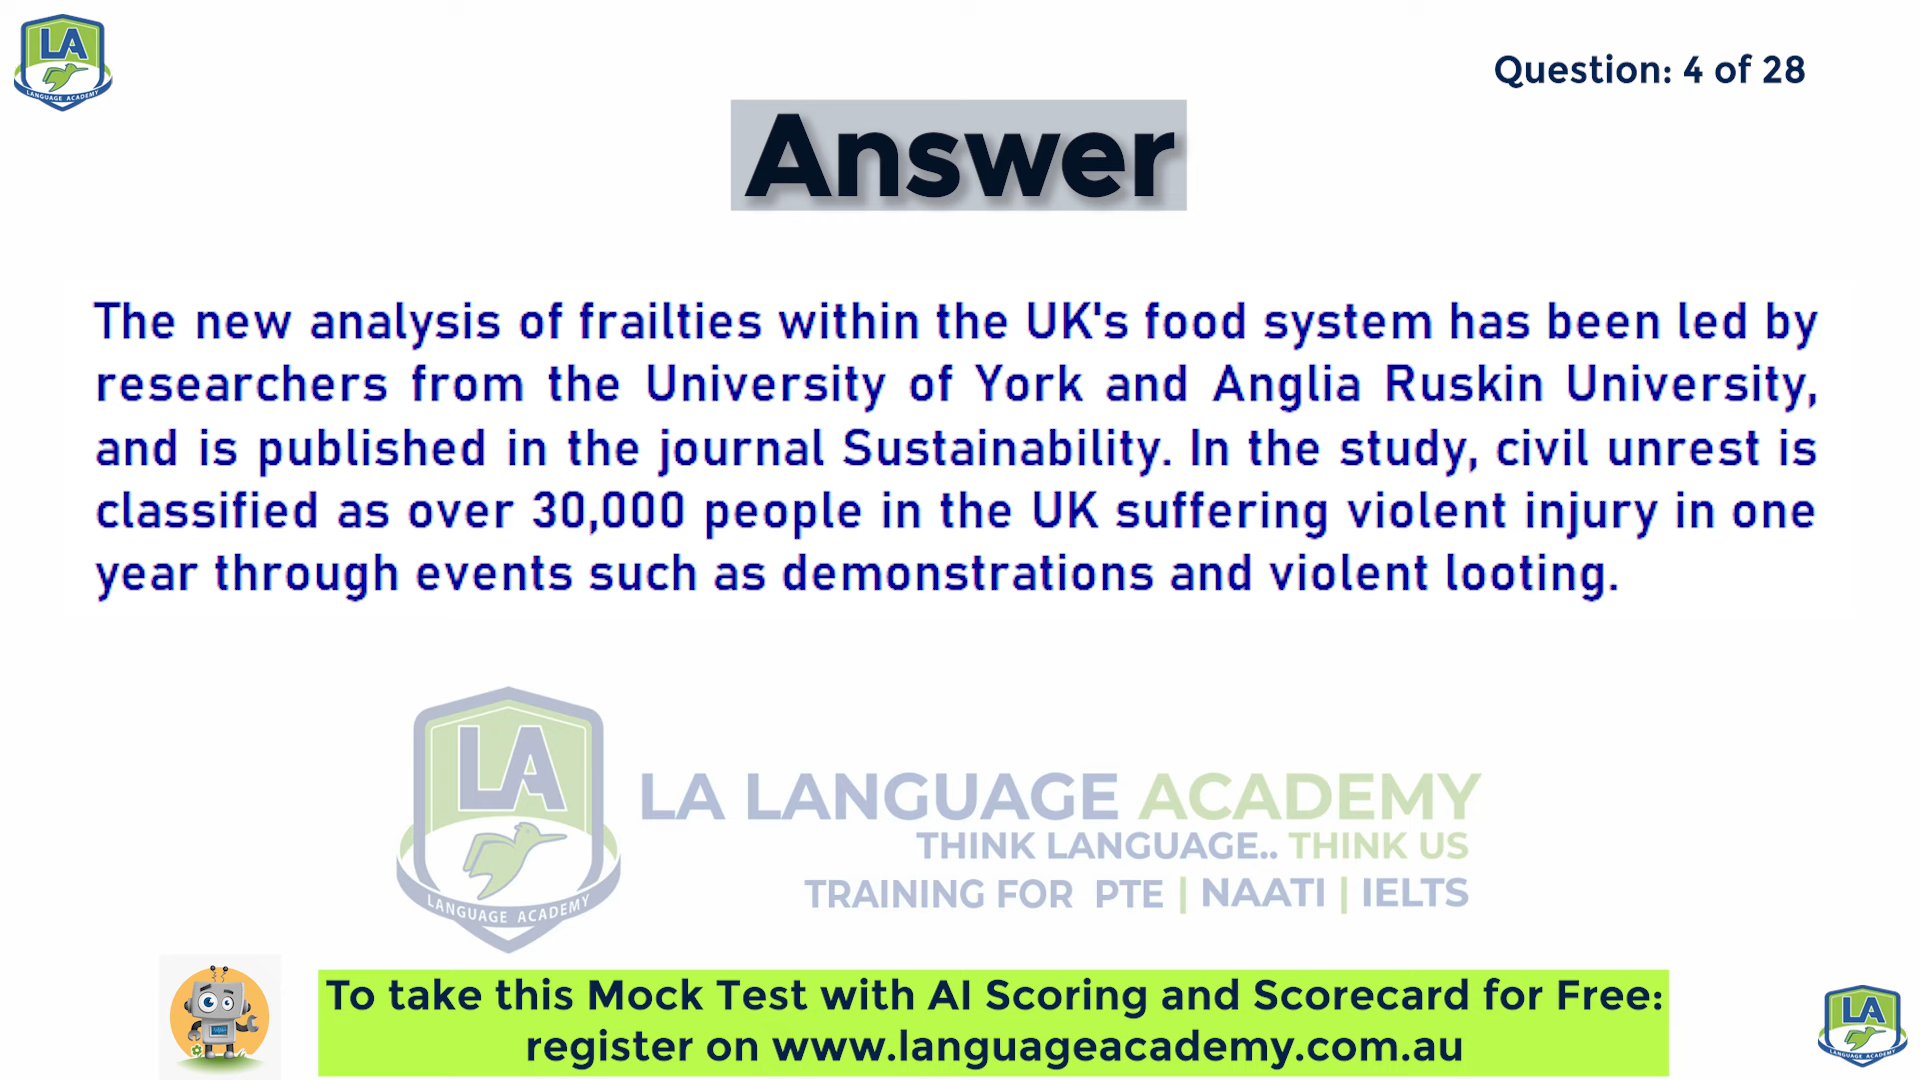 LA
LANGUAGE ACADEMY
Question: 4 of 28
Answer
The new analysis of frailties within the UK's food system has been led by
researchers from the University of York and Anglia Ruskin University,
and is published in the journal Sustainability. In the study, civil unrest is
classified as over 30,000 people in the UK suffering violent injury in one
year through events such as demonstrations and violent looting.
LA
LANGUAGE ACADEMY
LA LANGUAGE ACADEMY
THINK LANGUAGE.. THINK US
TRAINING FOR PTE | NAATI | IELTS
To take this Mock Test with AI Scoring and Scorecard for Free:
register on www.languageacademy.com.au
LA
LANGUAGE ACADEMY